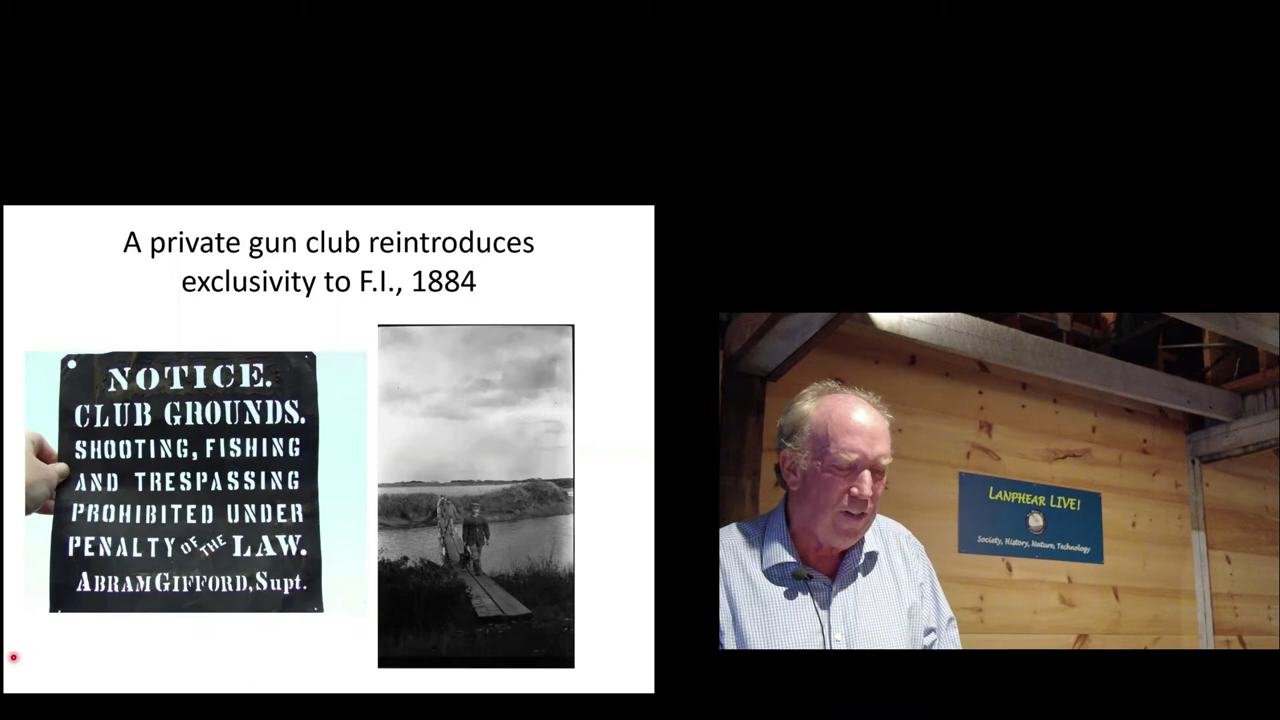 A private gun club reintroduces
exclusivity to F.I., 1884
NOTICE.
CLUB GROUNDS.
SHOOTING, FISHING
AND TRESPASSING
PROHIBITED UNDER
PENALTY OF THE LAW.
ABRAM GIFFORD, Supt.
LANPHEAR LIVE!
Society, History, Nature, Technology